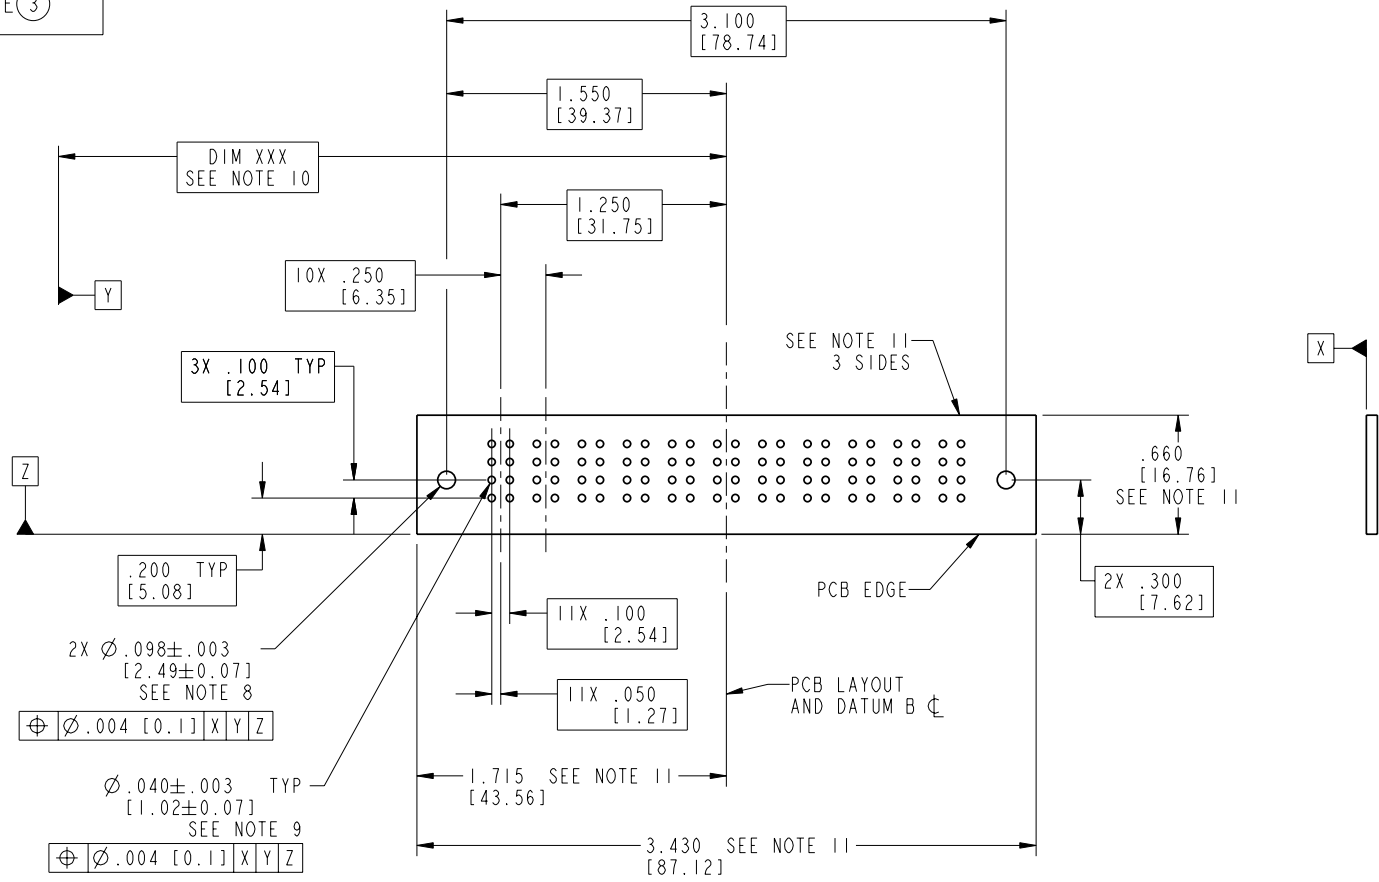 E 3
3.100
[78.74]
1.550
[39.37]
DIM XXX
SEE NOTE 10
1.250
[31.75]
10X .250
[6.35]
Y
SEE NOTE 11
3 SIDES
X
3X .100 TYP
[2.54]
.660
[16.76]
SEE NOTE 11
Z
.200 TYP
[5.08]
PCB EDGE
2X .300
[7.62]
11X .100
[2.54]
2X Ø.098±.003
[2.49±0.07]
SEE NOTE 8
⌖ Ø.004 [0.1] X Y Z
11X .050
[1.27]
PCB LAYOUT
AND DATUM B ℄
Ø.040±.003 TYP
[1.02±0.07]
SEE NOTE 9
⌖ Ø.004 [0.1] X Y Z
1.715 SEE NOTE 11
[43.56]
3.430 SEE NOTE 11
[87.12]